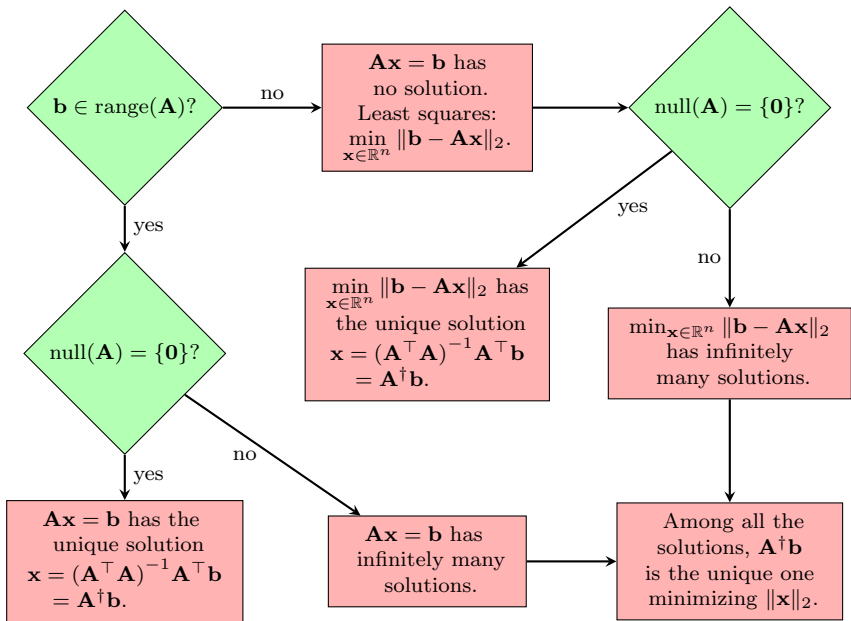 b ∈ range(A)?
no
Ax = b has
no solution.
Least squares:
min ‖b − Ax‖₂.
x∈ℝⁿ
null(A) = {0}?
yes
yes
no
min ‖b − Ax‖₂ has
x∈ℝⁿ
the unique solution
x = (A⊤A)⁻¹A⊤b
= A†b.
min_{x∈ℝⁿ} ‖b − Ax‖₂
has infinitely
many solutions.
null(A) = {0}?
yes
no
Ax = b has the
unique solution
x = (A⊤A)⁻¹A⊤b
= A†b.
Ax = b has
infinitely many
solutions.
Among all the
solutions, A†b
is the unique one
minimizing ‖x‖₂.